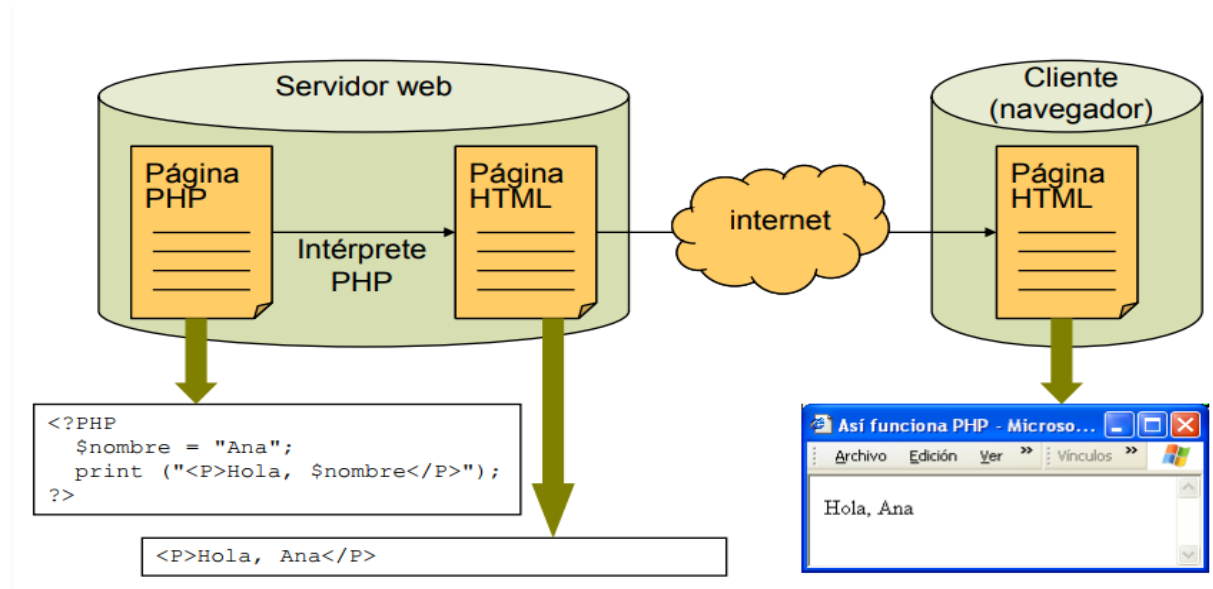 Servidor web
Cliente
(navegador)
Página
PHP
Intérprete
PHP
Página
HTML
internet
Página
HTML
<?PHP
$nombre = "Ana";
print ("<P>Hola, $nombre</P>");
?>
<P>Hola, Ana</P>
Así funciona PHP - Microso...
Archivo Edición Ver » Vínculos »
Hola, Ana